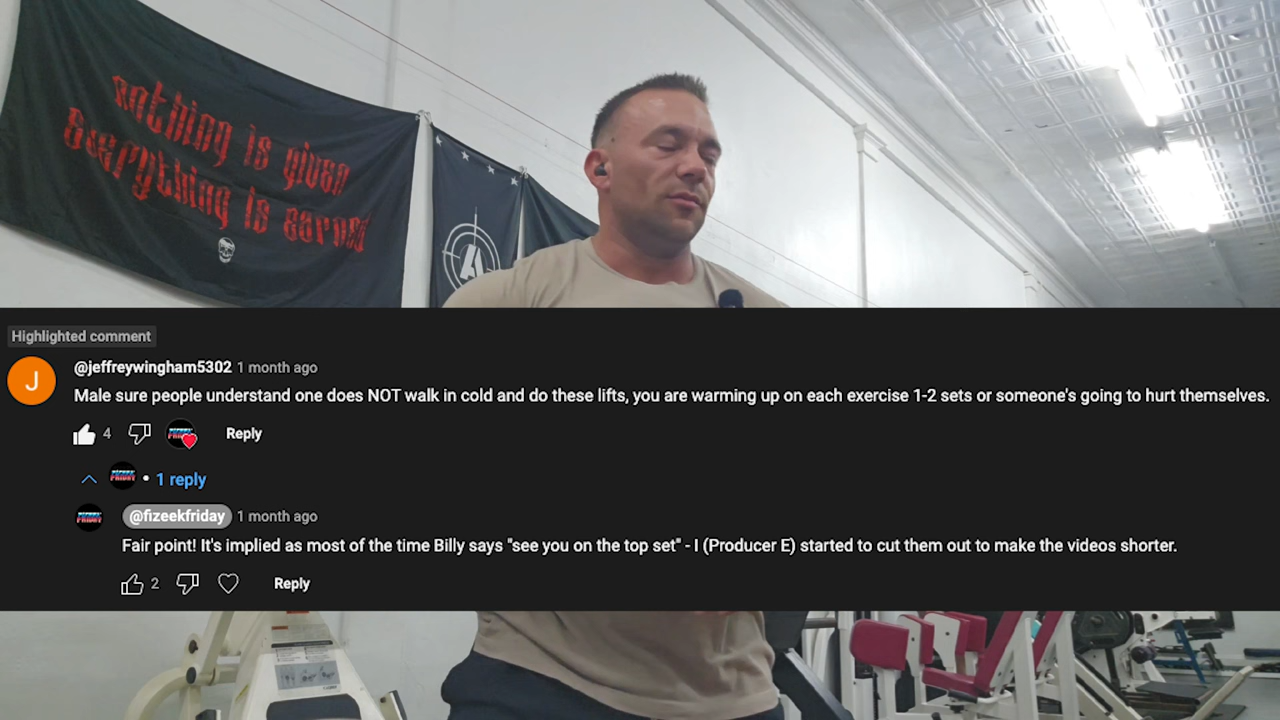 nothing is given
everything is earned
A
Highlighted comment
J
@jeffreywingham5302 1 month ago
Male sure people understand one does NOT walk in cold and do these lifts, you are warming up on each exercise 1-2 sets or someone's going to hurt themselves.
4 Reply
1 reply
@fizeekfriday 1 month ago
Fair point! It's implied as most of the time Billy says "see you on the top set" - I (Producer E) started to cut them out to make the videos shorter.
2 Reply